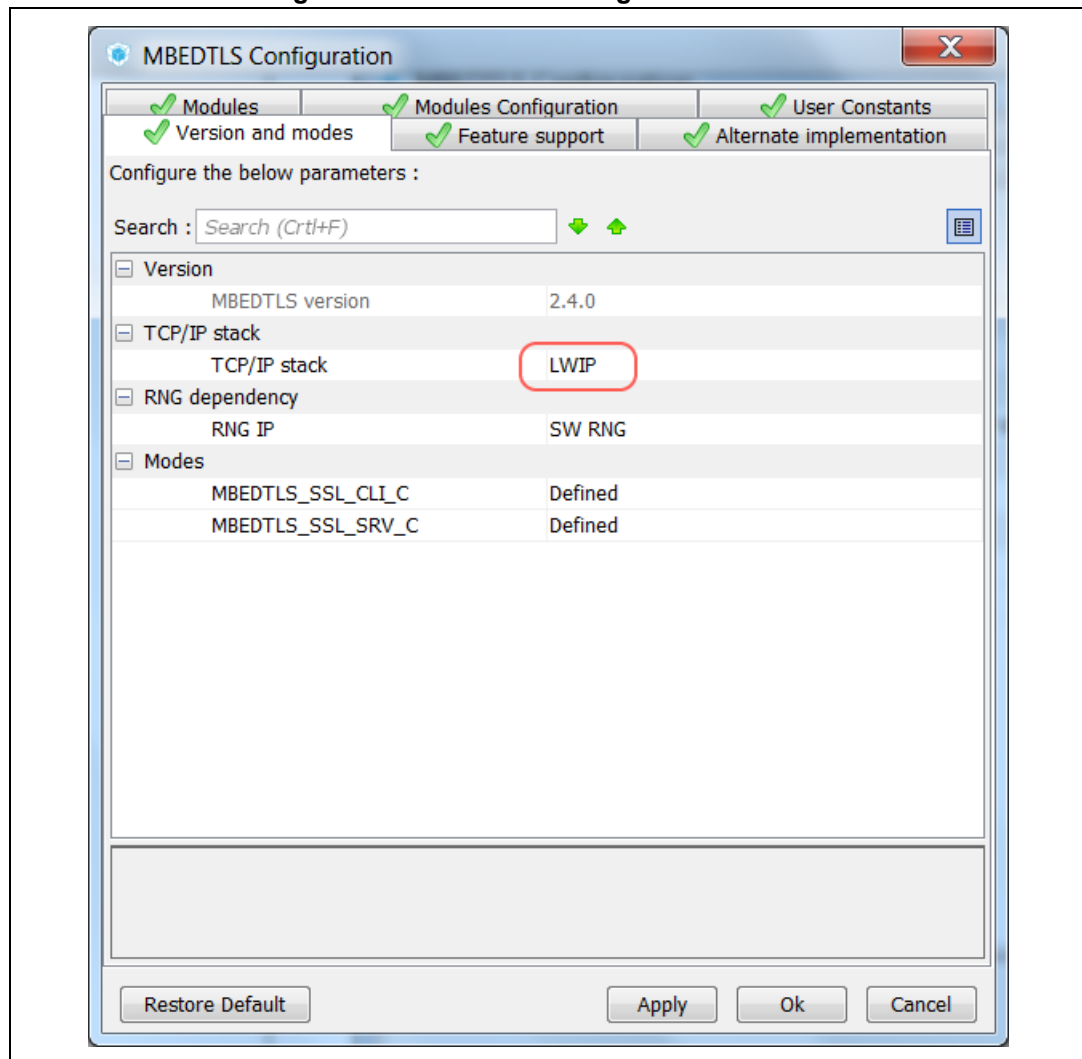 MBEDTLS Configuration
Modules
Modules Configuration
User Constants
Version and modes
Feature support
Alternate implementation
Configure the below parameters :
Search : Search (Crtl+F)
Version
MBEDTLS version 2.4.0
TCP/IP stack
TCP/IP stack LWIP
RNG dependency
RNG IP SW RNG
Modes
MBEDTLS_SSL_CLI_C Defined
MBEDTLS_SSL_SRV_C Defined
Restore Default Apply Ok Cancel